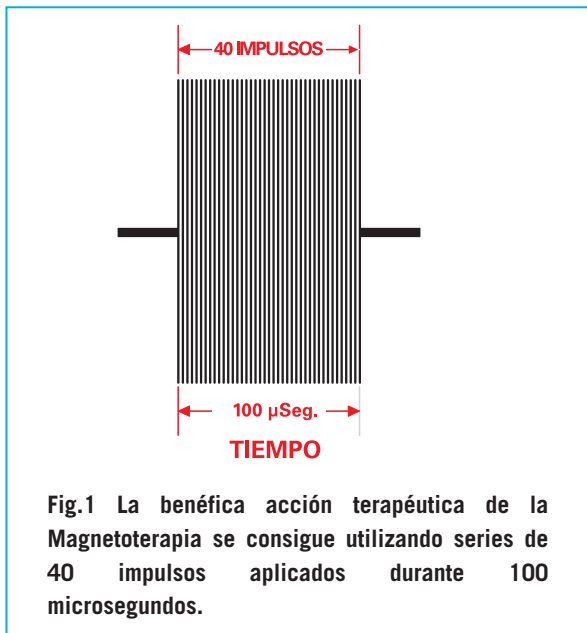 40 IMPULSOS
100 µSeg.
TIEMPO
Fig.1 La benéfica acción terapéutica de la
Magnetoterapia se consigue utilizando series de
40 impulsos aplicados durante 100
microsegundos.